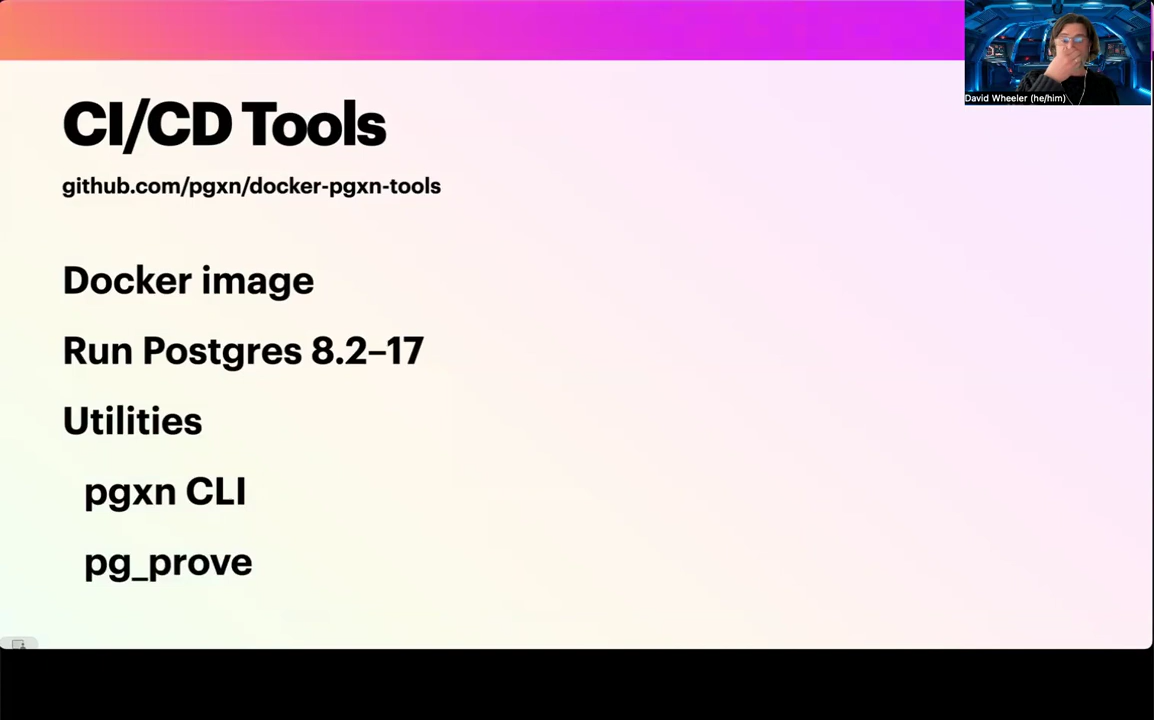 CI/CD Tools
github.com/pgxn/docker-pgxn-tools
Docker image
Run Postgres 8.2–17
Utilities
pgxn CLI
pg_prove
David Wheeler (he/him)